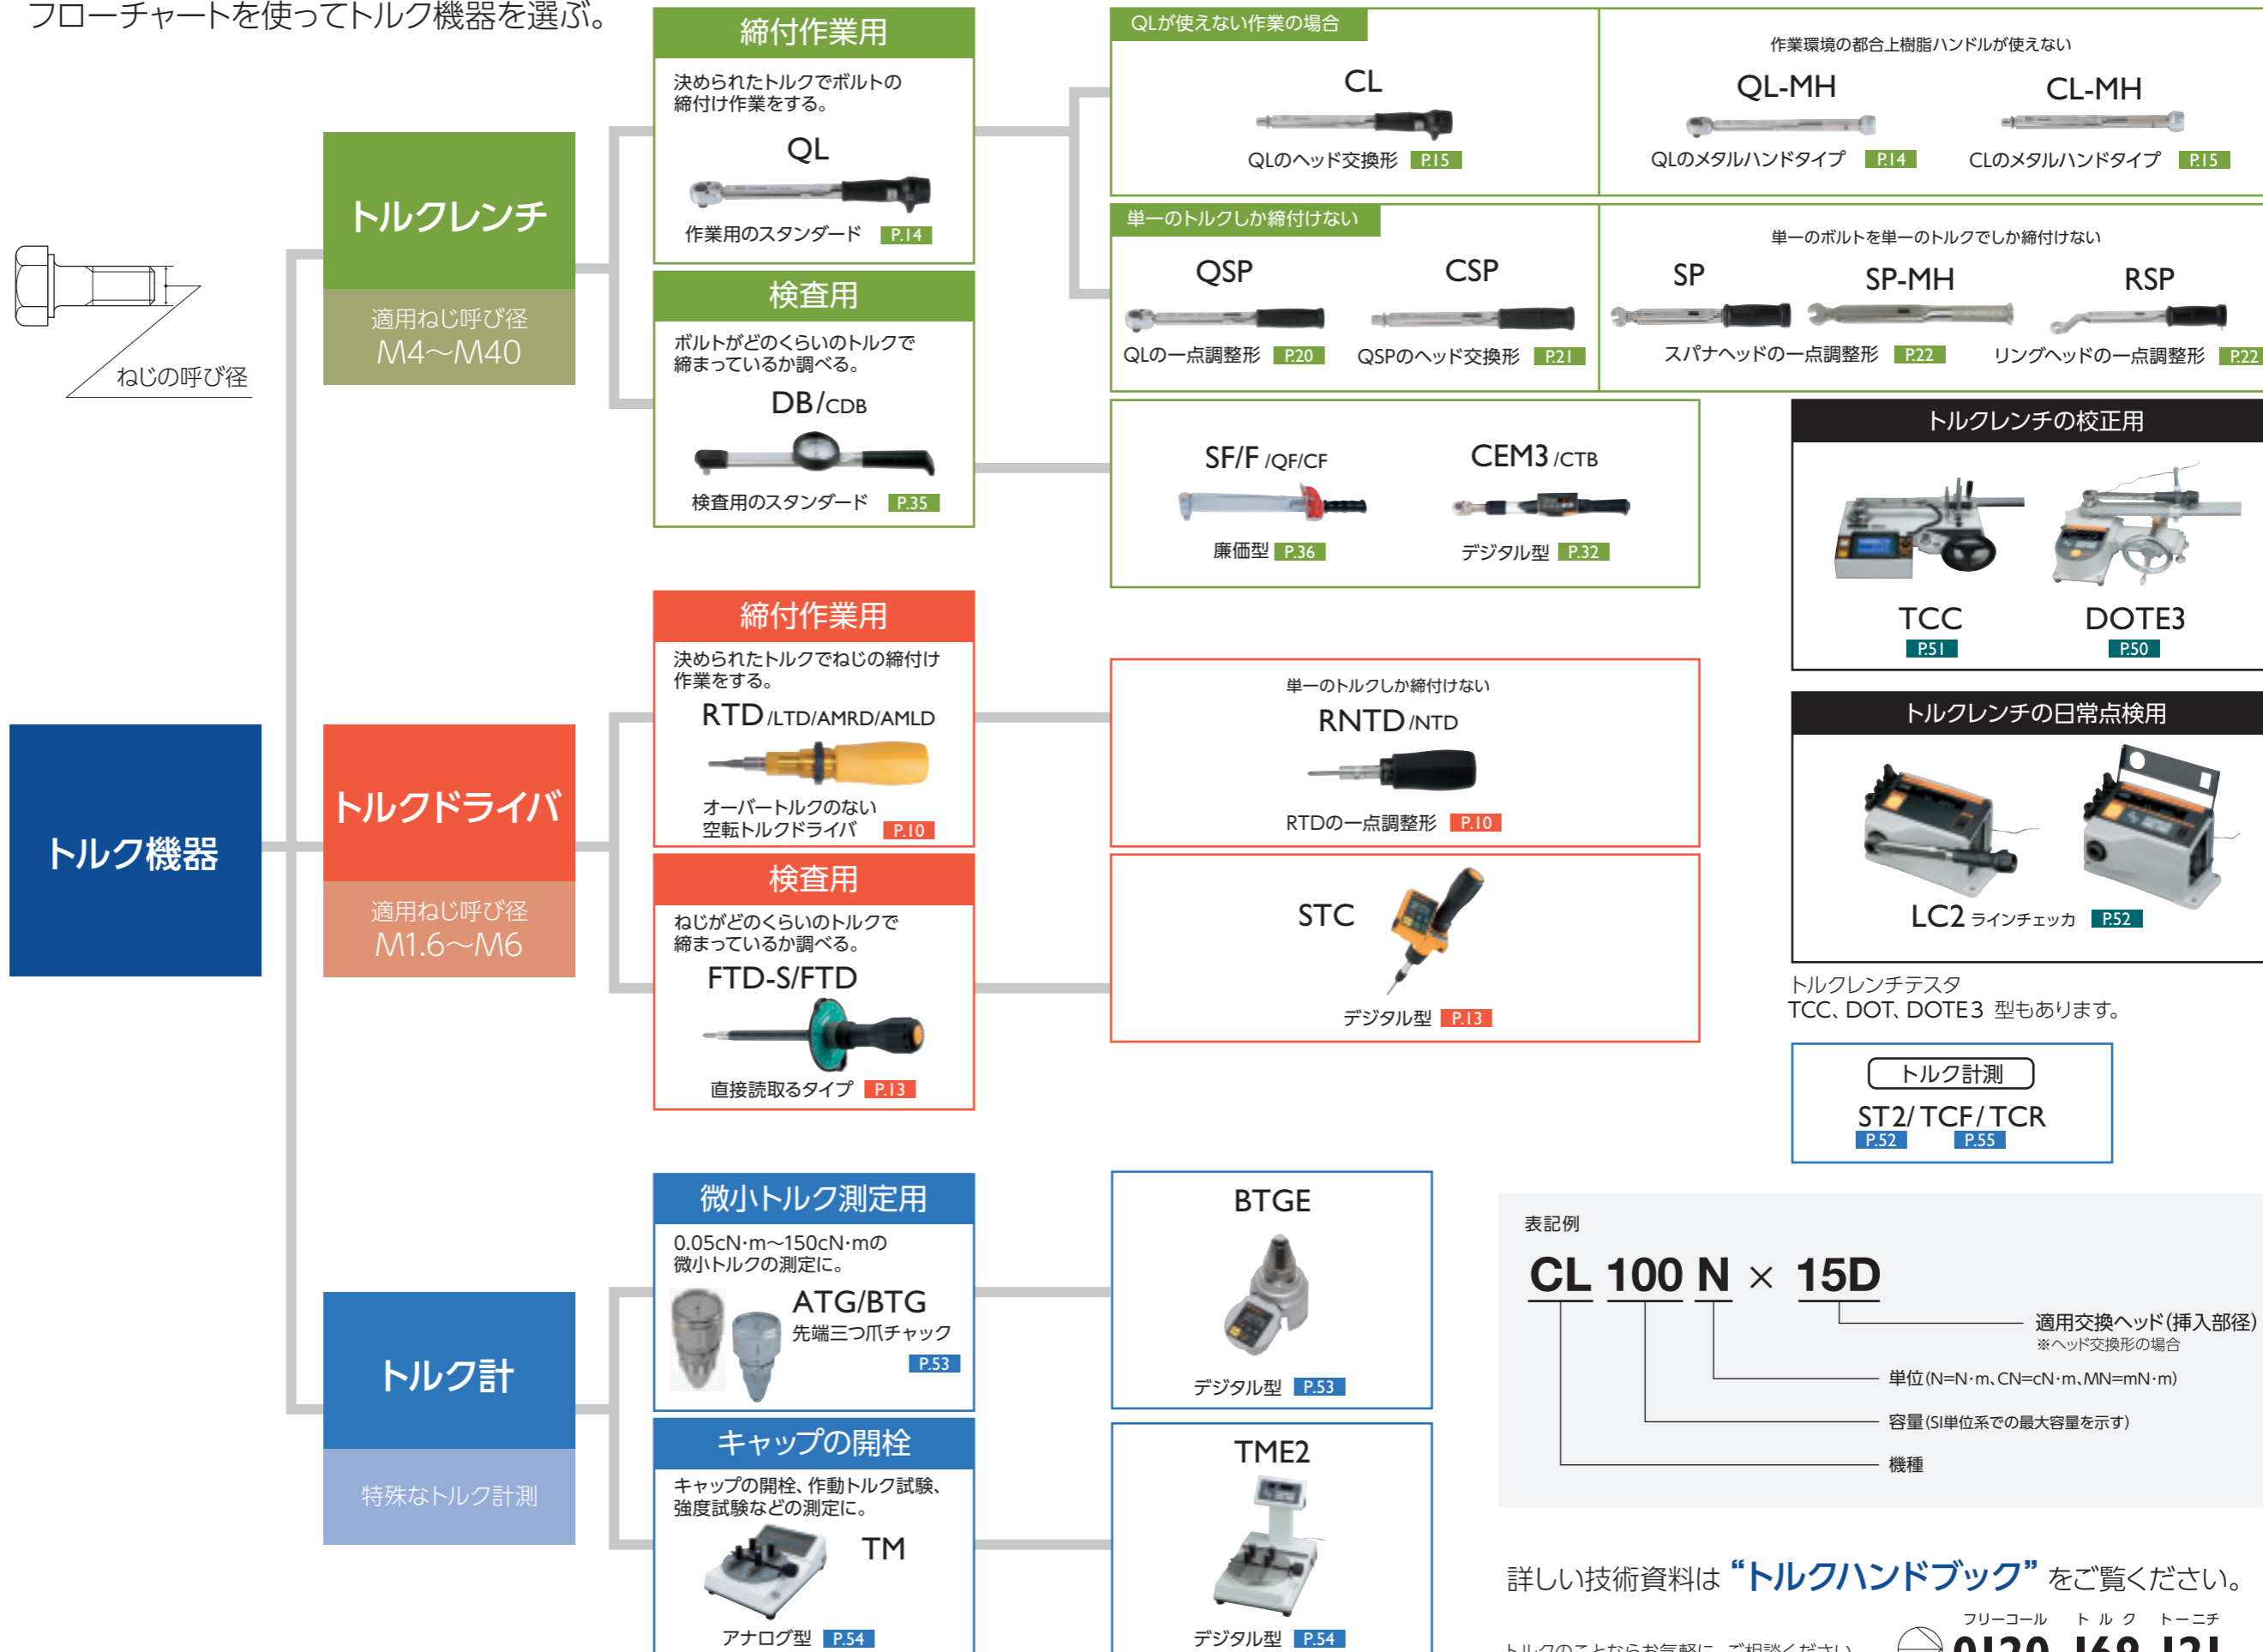 フローチャートを使ってトルク機器を選ぶ。
ねじの呼び径
トルク機器
トルクレンチ
適用ねじ呼び径
M4～M40
締付作業用
決められたトルクでボルトの
締付け作業をする。
QL
作業用のスタンダード P.14
検査用
ボルトがどのくらいのトルクで
締まっているか調べる。
DB/CDB
検査用のスタンダード P.35
QLが使えない作業の場合
CL
QLのヘッド交換形 P.15
作業環境の都合上樹脂ハンドルが使えない
QL-MH
QLのメタルハンドタイプ P.14
CL-MH
CLのメタルハンドタイプ P.15
単一のトルクしか締付けない
QSP
QLの一点調整形 P.20
CSP
QSPのヘッド交換形 P.21
単一のボルトを単一のトルクでしか締付けない
SP
SP-MH
スパナヘッドの一点調整形 P.22
RSP
リングヘッドの一点調整形 P.22
SF/F /QF/CF
廉価型 P.36
CEM3 /CTB
デジタル型 P.32
トルクレンチの校正用
TCC
P.51
DOTE3
P.50
トルクレンチの日常点検用
LC2 ラインチェッカ P.52
トルクレンチテスタ
TCC、DOT、DOTE3 型もあります。
トルク計測
ST2/TCF/TCR
P.52 P.55
トルクドライバ
適用ねじ呼び径
M1.6～M6
締付作業用
決められたトルクでねじの締付け
作業をする。
RTD /LTD/AMRD/AMLD
オーバートルクのない
空転トルクドライバ P.10
検査用
ねじがどのくらいのトルクで
締まっているか調べる。
FTD-S/FTD
直接読取るタイプ P.13
単一のトルクしか締付けない
RNTD /NTD
RTDの一点調整形 P.10
STC
デジタル型 P.13
トルク計
特殊なトルク計測
微小トルク測定用
0.05cN･m～150cN･mの
微小トルクの測定に。
ATG/BTG
先端三つ爪チャック
P.53
キャップの開栓
キャップの開栓、作動トルク試験、
強度試験などの測定に。
TM
アナログ型 P.54
BTGE
デジタル型 P.53
TME2
デジタル型 P.54
表記例
CL 100 N × 15D
適用交換ヘッド(挿入部径)
※ヘッド交換形の場合
単位(N=N･m、CN=cN･m、MN=mN･m)
容量(SI単位系での最大容量を示す)
機種
詳しい技術資料は“トルクハンドブック”をご覧ください。
フリーコール トルク トーニチ
トルクのことならお気軽に、ご相談ください
0120-169-121